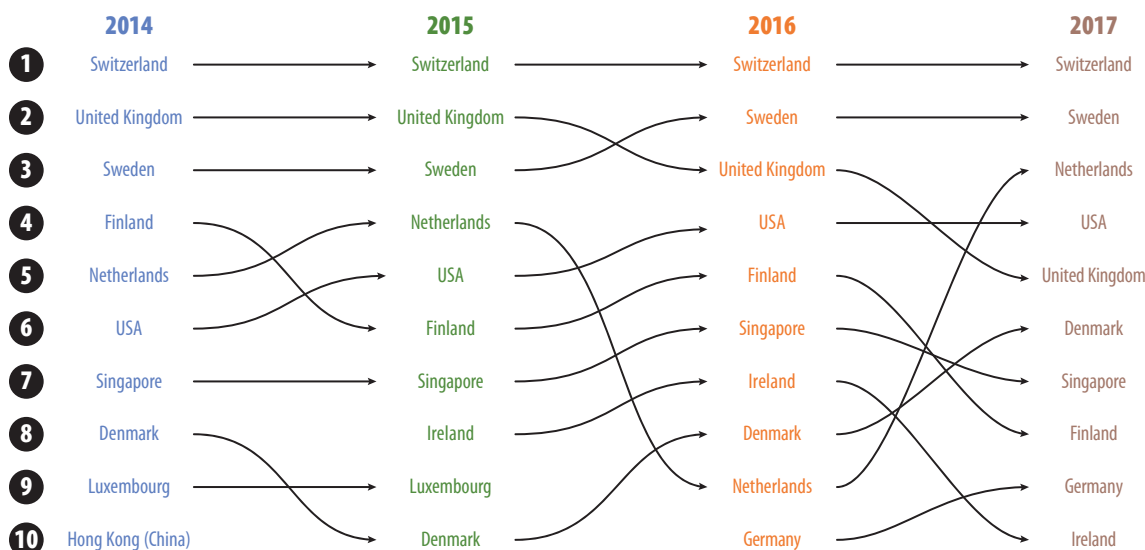 2014 2015 2016 2017
1 Switzerland Switzerland Switzerland Switzerland
2 United Kingdom United Kingdom Sweden Sweden
3 Sweden Sweden United Kingdom Netherlands
4 Finland Netherlands USA USA
5 Netherlands USA Finland United Kingdom
6 USA Finland Singapore Denmark
7 Singapore Singapore Ireland Singapore
8 Denmark Ireland Denmark Finland
9 Luxembourg Luxembourg Netherlands Germany
10 Hong Kong (China) Denmark Germany Ireland